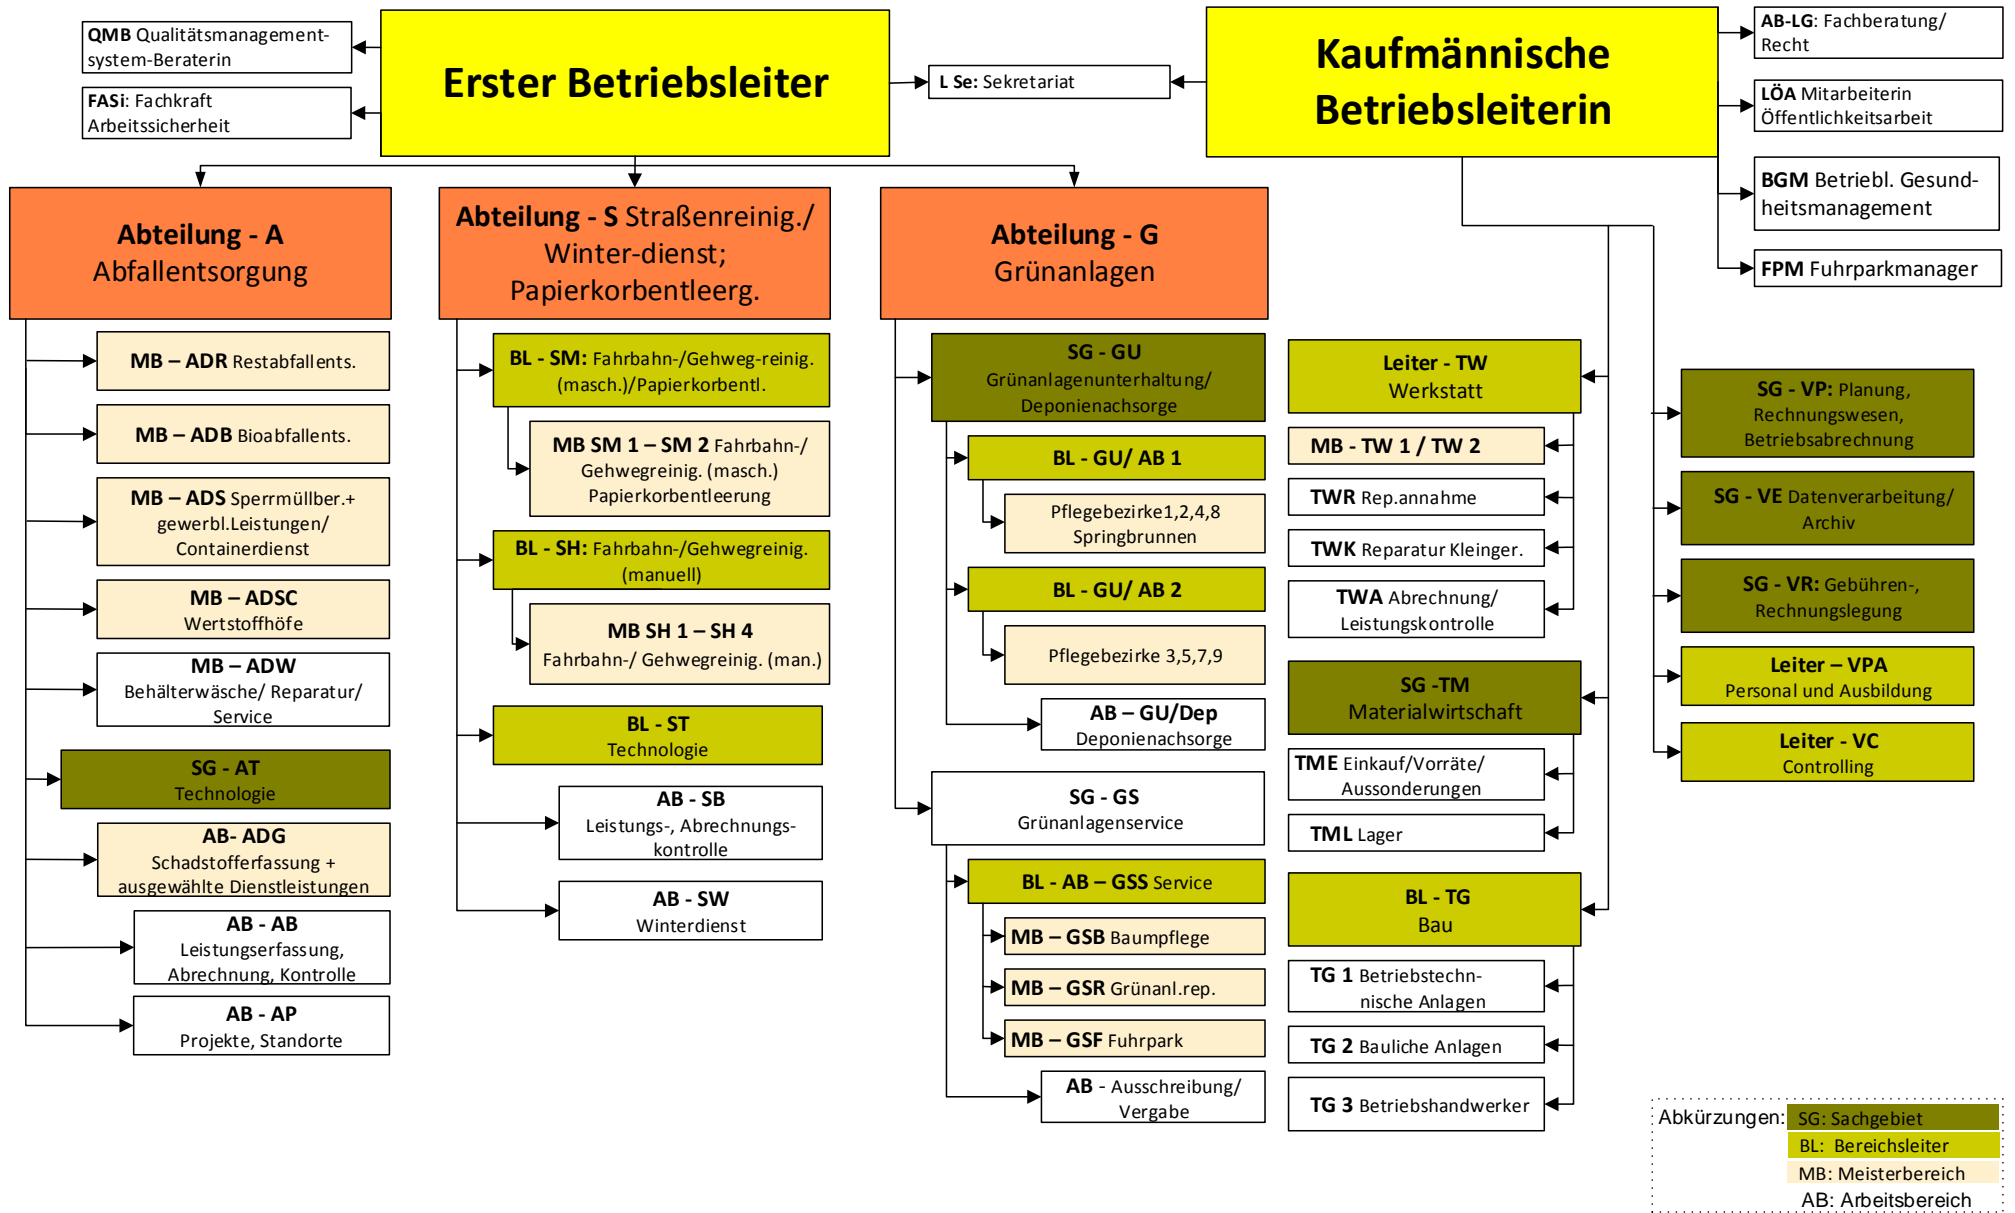 QMB Qualitätsmanagement-
system-Beraterin
FASi: Fachkraft
Arbeitssicherheit
Erster Betriebsleiter
L Se: Sekretariat
Kaufmännische
Betriebsleiterin
AB-LG: Fachberatung/
Recht
LÖA Mitarbeiterin
Öffentlichkeitsarbeit
BGM Betriebl. Gesund-
heitsmanagement
FPM Fuhrparkmanager
Abteilung - A
Abfallentsorgung
MB – ADR Restabfallents.
MB – ADB Bioabfallents.
MB – ADS Sperrmüllber.+
gewerbl.Leistungen/
Containerdienst
MB – ADSC
Wertstoffhöfe
MB – ADW
Behälterwäsche/ Reparatur/
Service
SG - AT
Technologie
AB- ADG
Schadstofferfassung +
ausgewählte Dienstleistungen
AB - AB
Leistungserfassung,
Abrechnung, Kontrolle
AB - AP
Projekte, Standorte
Abteilung - S Straßenreinig./
Winter-dienst;
Papierkorbentleerg.
BL - SM: Fahrbahn-/Gehweg-reinig.
(masch.)/Papierkorbentl.
MB SM 1 – SM 2 Fahrbahn-/
Gehwegreinig. (masch.)
Papierkorbentleerung
BL - SH: Fahrbahn-/Gehwegreinig.
(manuell)
MB SH 1 – SH 4
Fahrbahn-/ Gehwegreinig. (man.)
BL - ST
Technologie
AB - SB
Leistungs-, Abrechnungs-
kontrolle
AB - SW
Winterdienst
Abteilung - G
Grünanlagen
SG - GU
Grünanlagenunterhaltung/
Deponienachsorge
BL - GU/ AB 1
Pflegebezirke1,2,4,8
Springbrunnen
BL - GU/ AB 2
Pflegebezirke 3,5,7,9
AB – GU/Dep
Deponienachsorge
SG - GS
Grünanlagenservice
BL - AB – GSS Service
MB – GSB Baumpflege
MB – GSR Grünanl.rep.
MB – GSF Fuhrpark
AB - Ausschreibung/
Vergabe
Leiter - TW
Werkstatt
MB - TW 1 / TW 2
TWR Rep.annahme
TWK Reparatur Kleinger.
TWA Abrechnung/
Leistungskontrolle
SG -TM
Materialwirtschaft
TME Einkauf/Vorräte/
Aussonderungen
TML Lager
BL - TG
Bau
TG 1 Betriebstechn-
nische Anlagen
TG 2 Bauliche Anlagen
TG 3 Betriebshandwerker
SG - VP: Planung,
Rechnungswesen,
Betriebsabrechnung
SG - VE Datenverarbeitung/
Archiv
SG - VR: Gebühren-,
Rechnungslegung
Leiter – VPA
Personal und Ausbildung
Leiter - VC
Controlling
Abkürzungen: SG: Sachgebiet
BL: Bereichsleiter
MB: Meisterbereich
AB: Arbeitsbereich